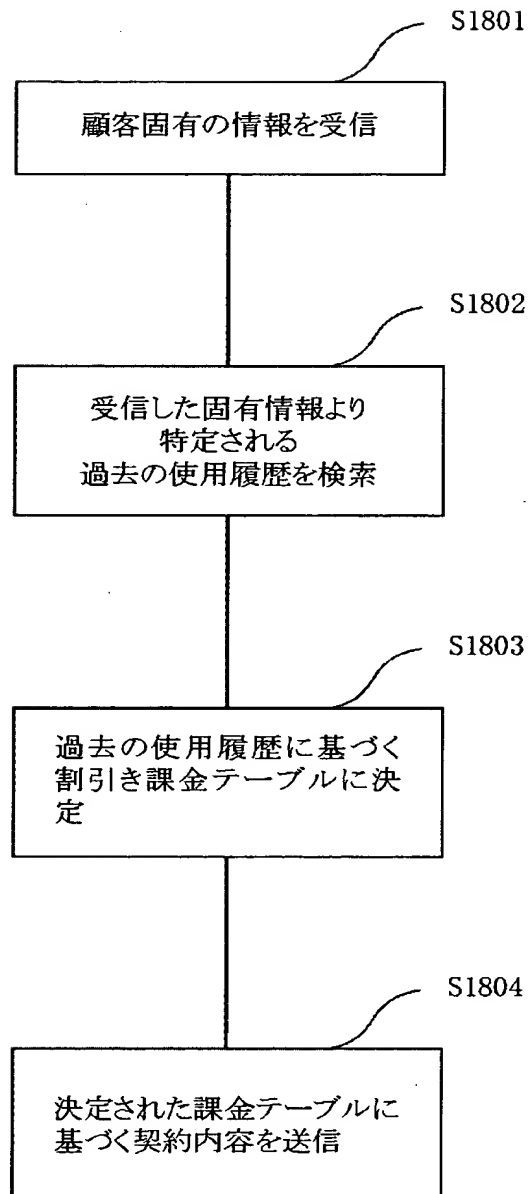 S1801
顧客固有の情報を受信
S1802
受信した固有情報より
特定される
過去の使用履歴を検索
S1803
過去の使用履歴に基づく
割引き課金テーブルに決
定
S1804
決定された課金テーブルに
基づく契約内容を送信